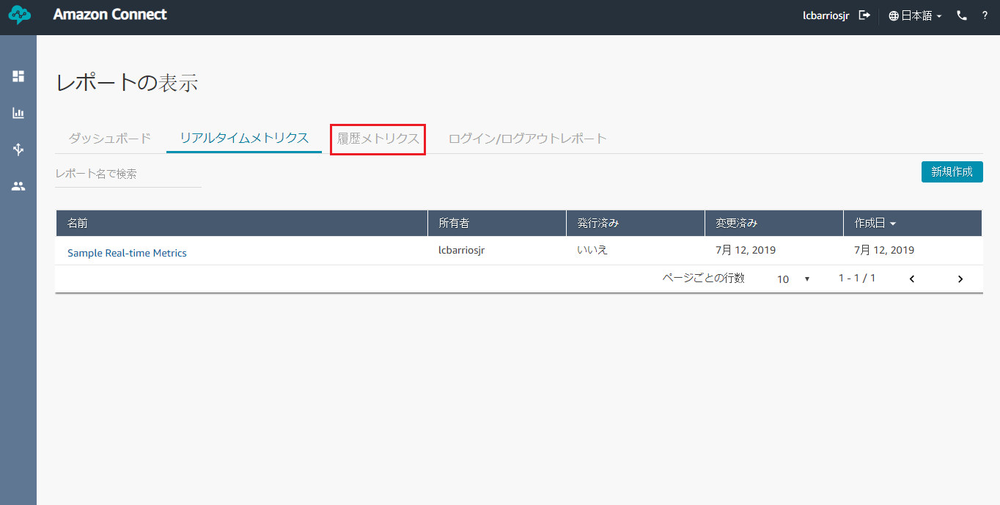 Amazon Connect
lcbarriosjr 日本語 ?
レポートの表示
ダッシュボード リアルタイムメトリクス 履歴メトリクス ログイン/ログアウトレポート
レポート名で検索 新規作成
名前 所有者 発行済み 変更済み 作成日
Sample Real-time Metrics lcbarriosjr いいえ 7月 12, 2019 7月 12, 2019
ページごとの行数 10 1 - 1 / 1